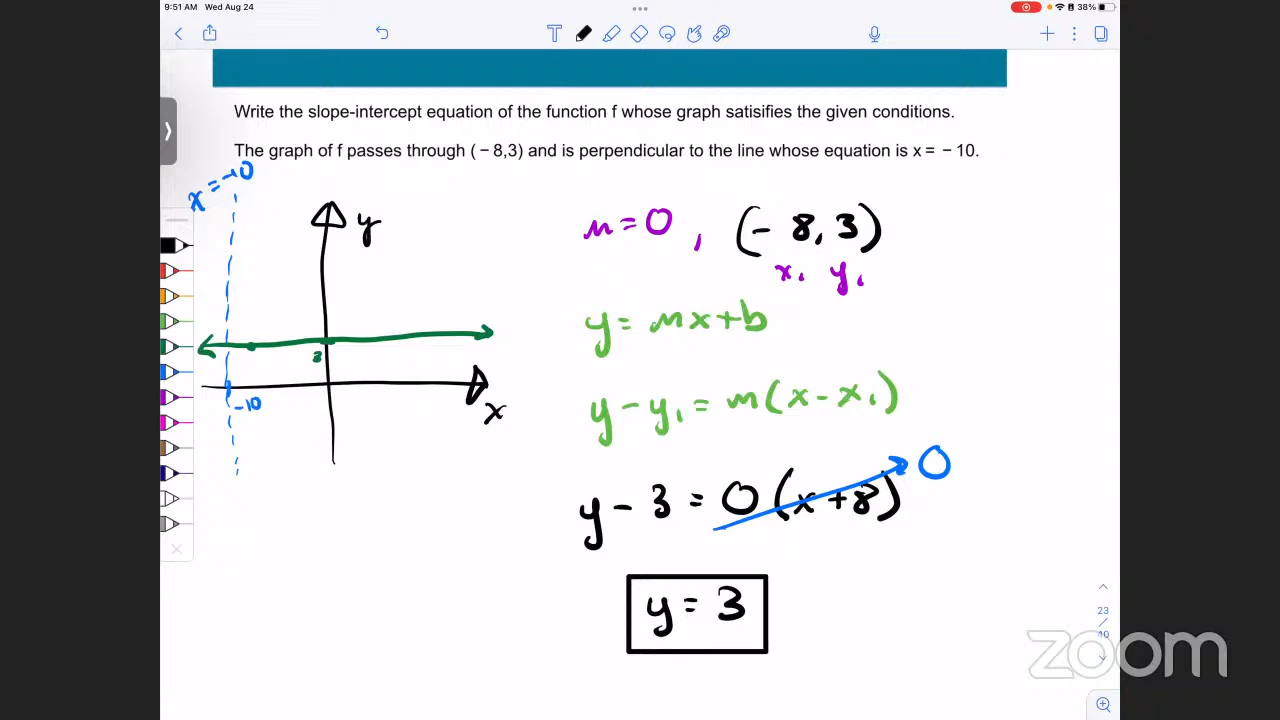 9:51 AM Wed Aug 24
38%
T
Write the slope-intercept equation of the function f whose graph satisifies the given conditions.
The graph of f passes through (− 8,3) and is perpendicular to the line whose equation is x = − 10.
x = -10
y
3
-10
x
m = 0 , (- 8, 3)
x₁ y₁
y = mx+b
y - y₁ = m(x - x₁)
y - 3 = 0 (x +8) 0
y = 3
23
/
40
zoom